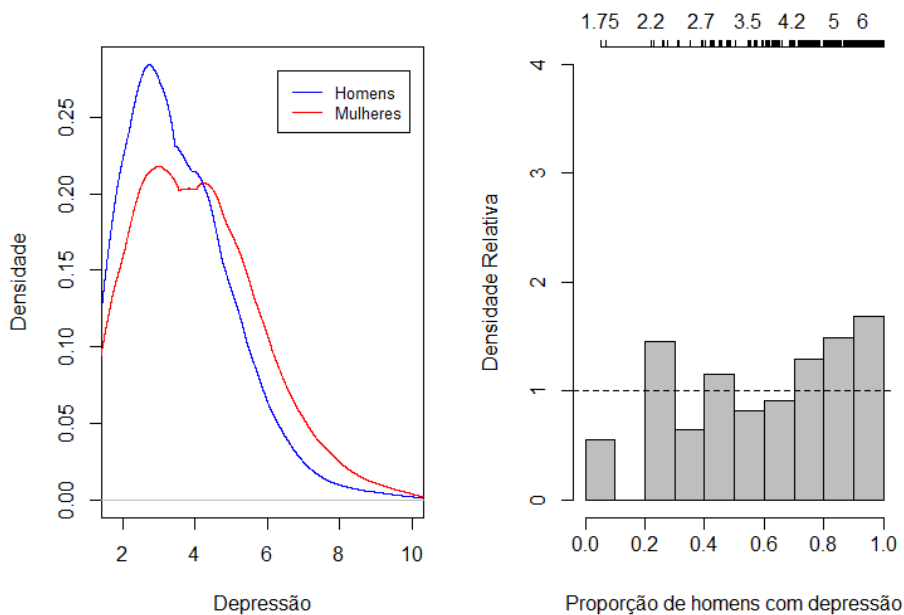 Densidade
0.00 0.05 0.10 0.15 0.20 0.25
Homens
Mulheres
2 4 6 8 10
Depressão
1.75 2.2 2.7 3.5 4.2 5 6
Densidade Relativa
0 1 2 3 4
0.0 0.2 0.4 0.6 0.8 1.0
Proporção de homens com depressão